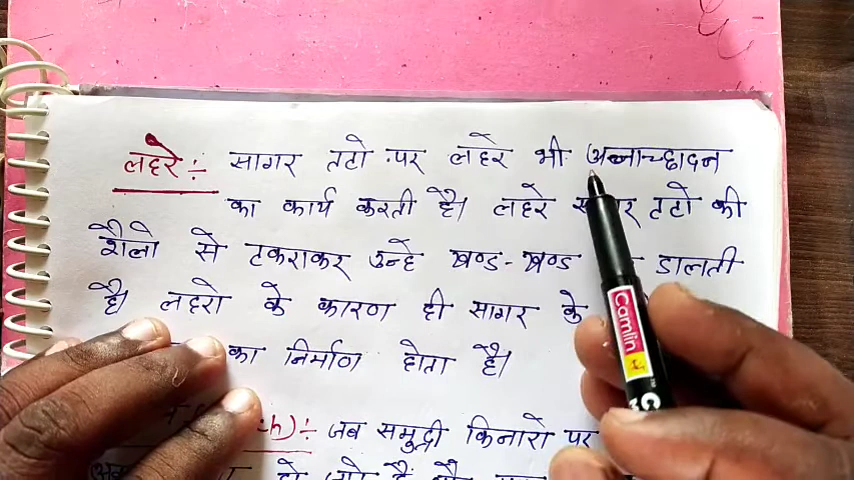 लहरे :- सागर तटो पर लहरे भी अनाच्छादन
का कार्य करती है। लहरे तटो की
शैलो से टकराकर उन्हे खण्ड-खण्ड डालती
है। लहरो के कारण ही सागर के
का निर्माण होता है।
h) :- जब समुद्री किनारो पर
Camlin